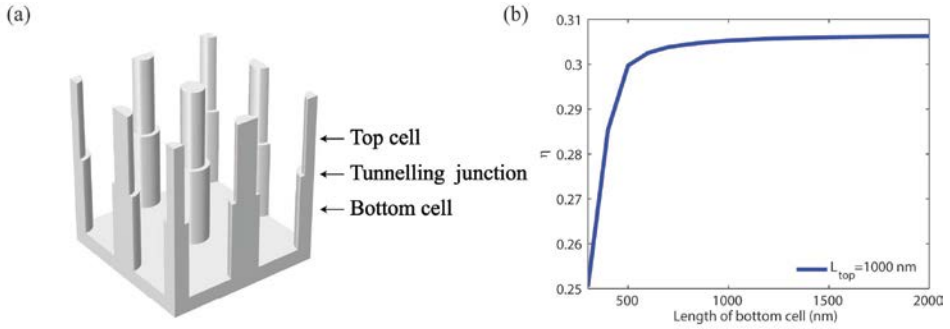 (a)
Top cell
Tunnelling junction
Bottom cell
(b)
0.31
0.3
0.29
0.28
0.27
0.26
0.25
η
500
1000
1500
2000
Length of bottom cell (nm)
L_top=1000 nm